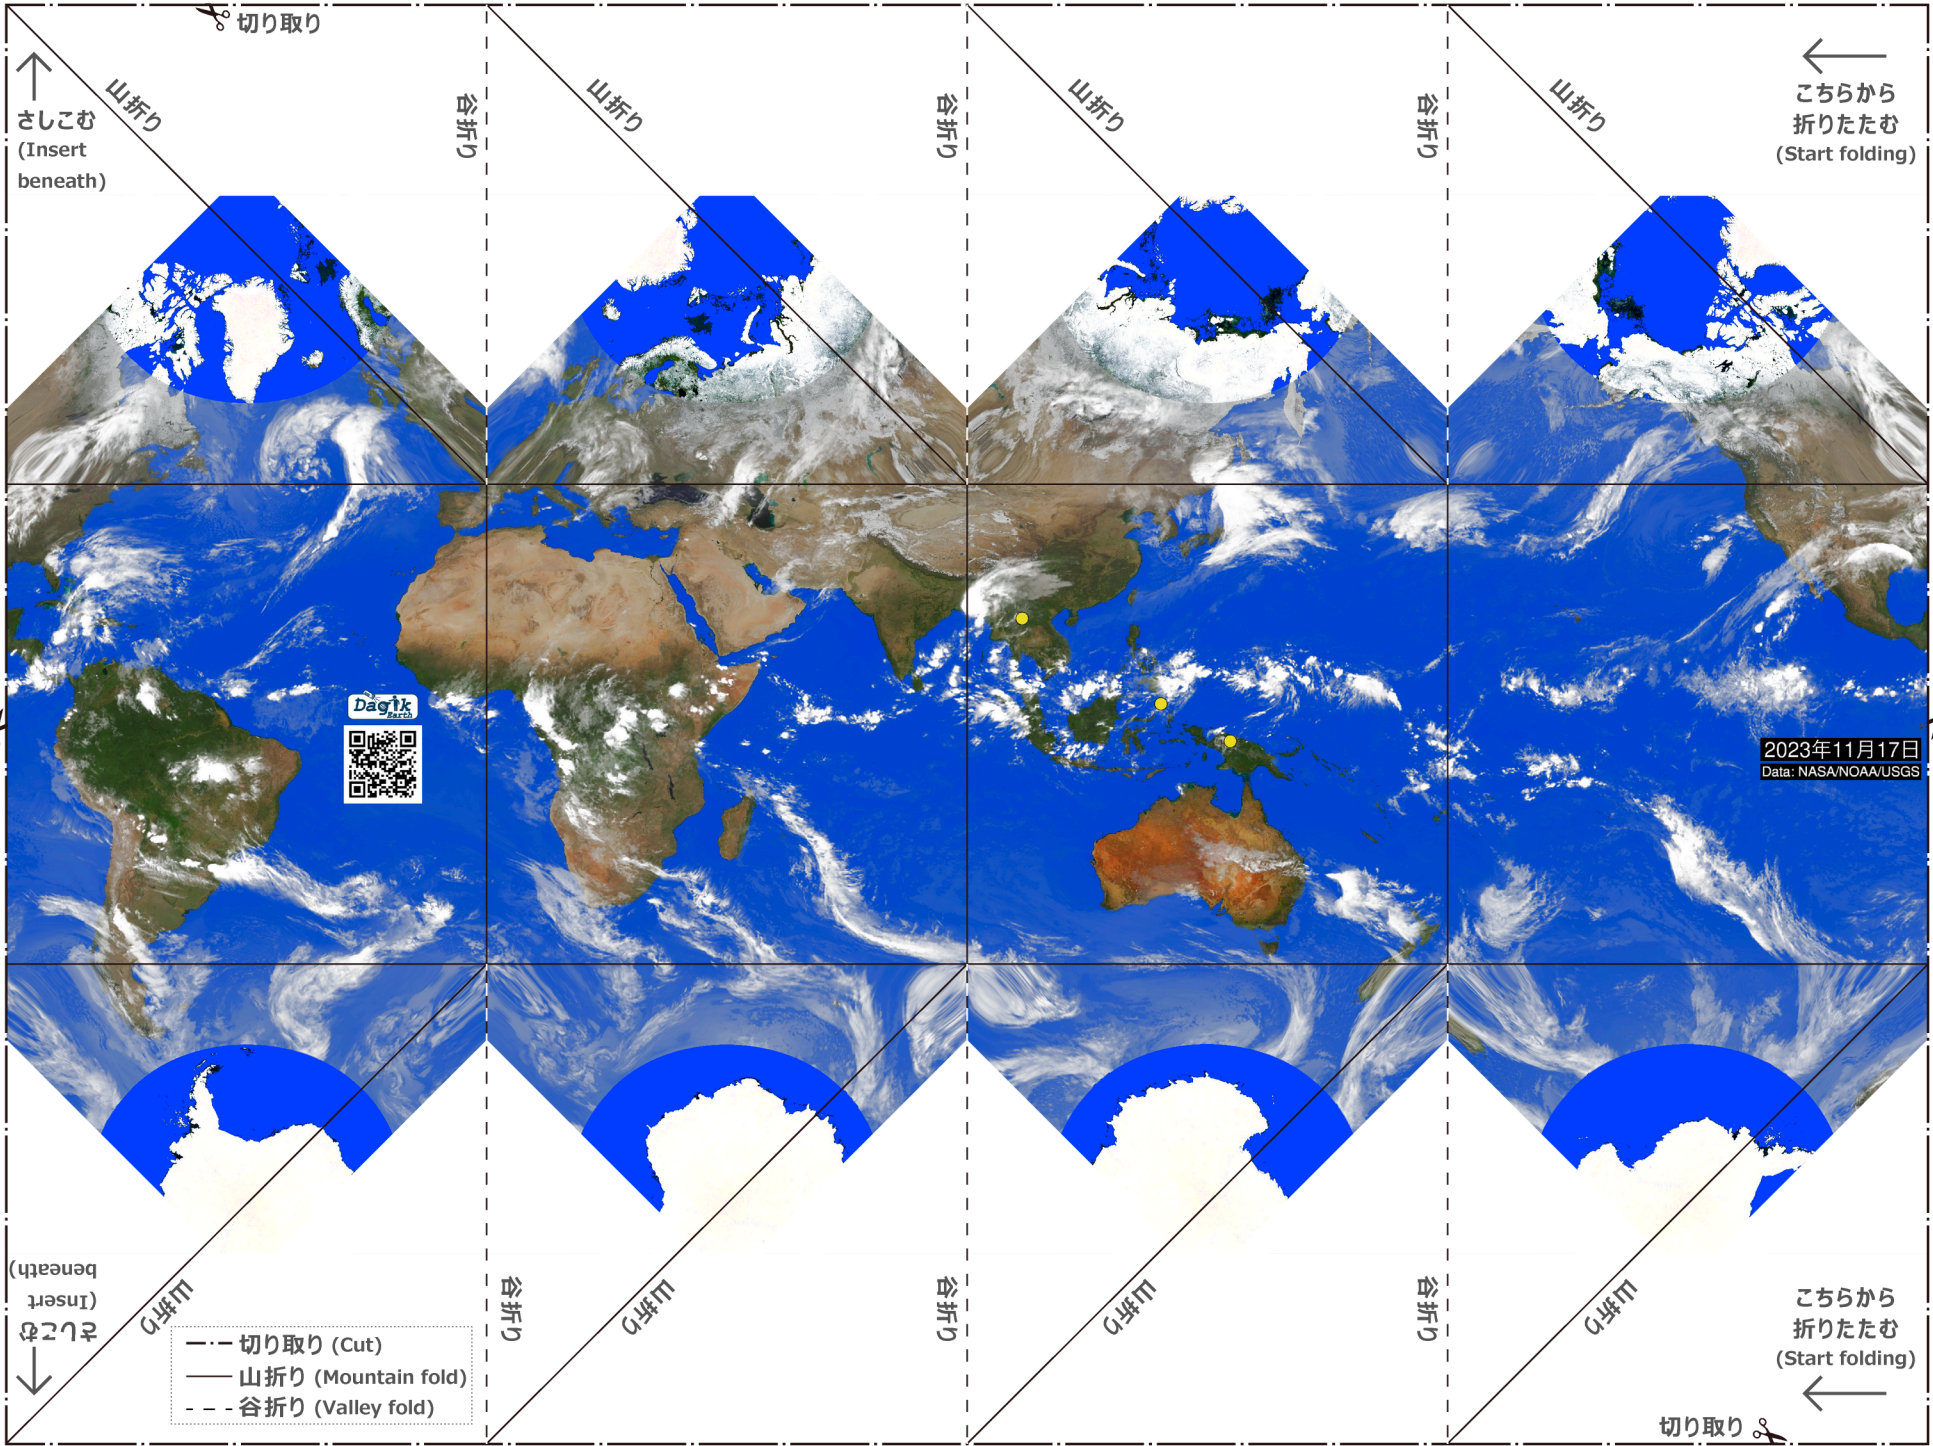 切り取り
さしこむ
(Insert
beneath)
山折り
谷折り
山折り
谷折り
山折り
谷折り
山折り
こちらから
折りたたむ
(Start folding)
Dagik
Earth
2023年11月17日
Data: NASA/NOAA/USGS
さしこむ
(Insert
beneath)
山折り
谷折り
山折り
谷折り
山折り
谷折り
山折り
こちらから
折りたたむ
(Start folding)
切り取り (Cut)
山折り (Mountain fold)
谷折り (Valley fold)
切り取り